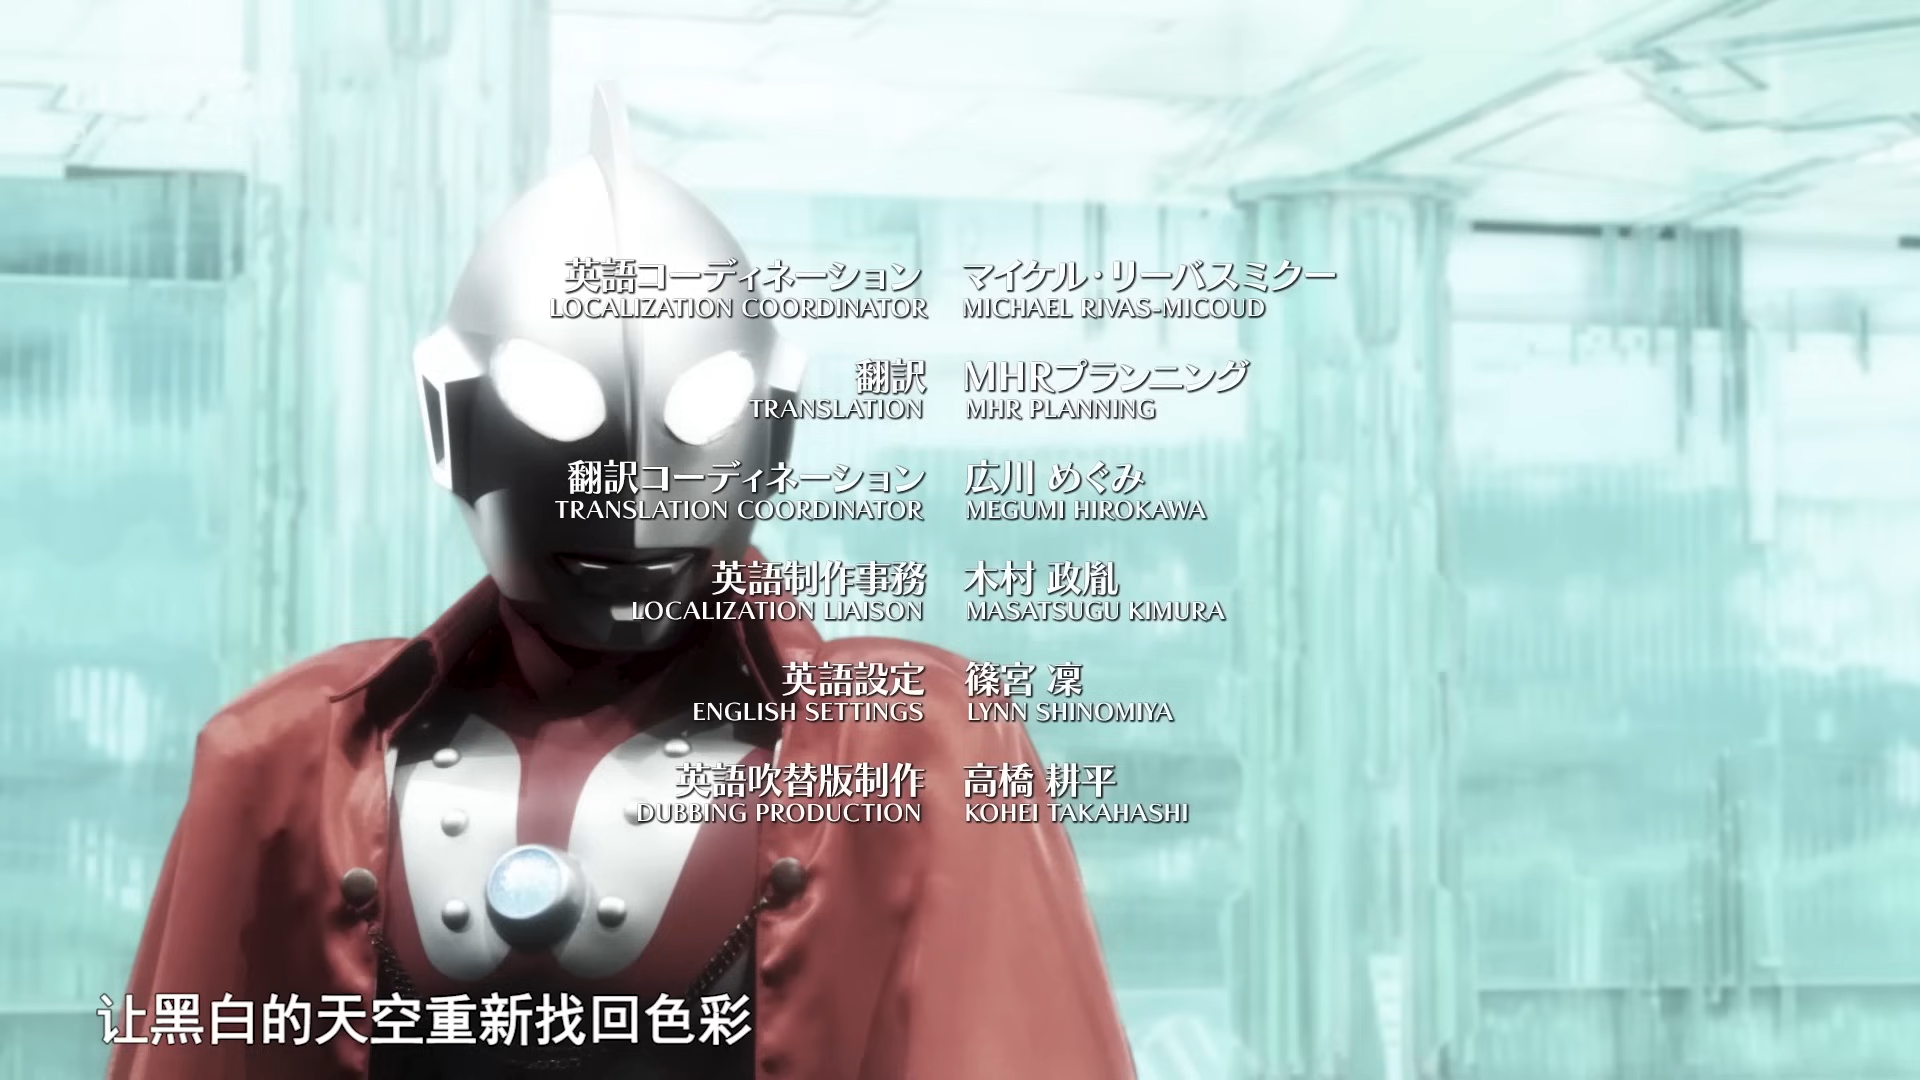 英語コーディネーション マイケル・リーバスミクー
LOCALIZATION COORDINATOR MICHAEL RIVAS-MICOUD
翻訳 MHRプランニング
TRANSLATION MHR PLANNING
翻訳コーディネーション 広川 めぐみ
TRANSLATION COORDINATOR MEGUMI HIROKAWA
英語制作事務 木村 政胤
LOCALIZATION LIAISON MASATSUGU KIMURA
英語設定 篠宮 凜
ENGLISH SETTINGS LYNN SHINOMIYA
英語吹替版制作 高橋 耕平
DUBBING PRODUCTION KOHEI TAKAHASHI
让黑白的天空重新找回色彩